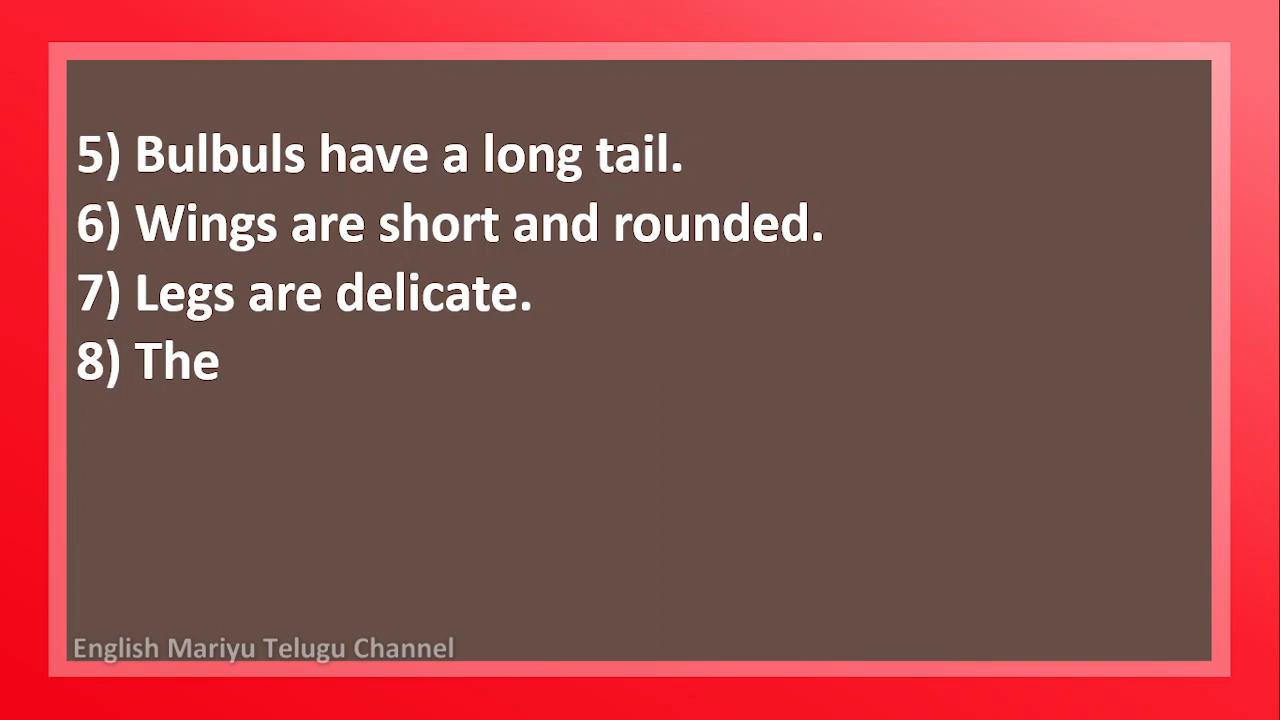 5) Bulbuls have a long tail.
6) Wings are short and rounded.
7) Legs are delicate.
8) The
English Mariyu Telugu Channel